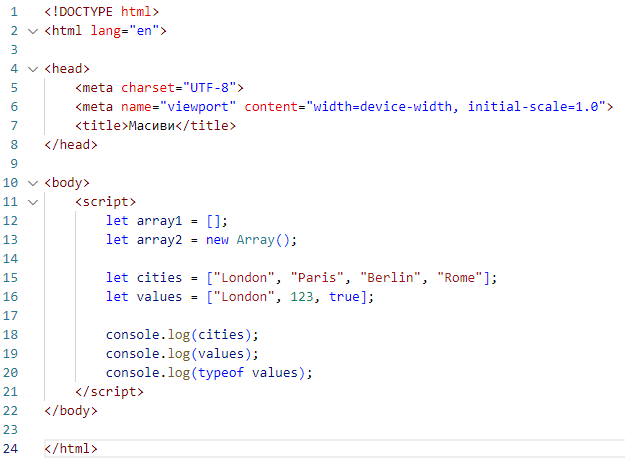 1 <!DOCTYPE html>
2 <html lang="en">
3
4 <head>
5     <meta charset="UTF-8">
6     <meta name="viewport" content="width=device-width, initial-scale=1.0">
7     <title>Масиви</title>
8 </head>
9
10 <body>
11     <script>
12         let array1 = [];
13         let array2 = new Array();
14
15         let cities = ["London", "Paris", "Berlin", "Rome"];
16         let values = ["London", 123, true];
17
18         console.log(cities);
19         console.log(values);
20         console.log(typeof values);
21     </script>
22 </body>
23
24 </html>